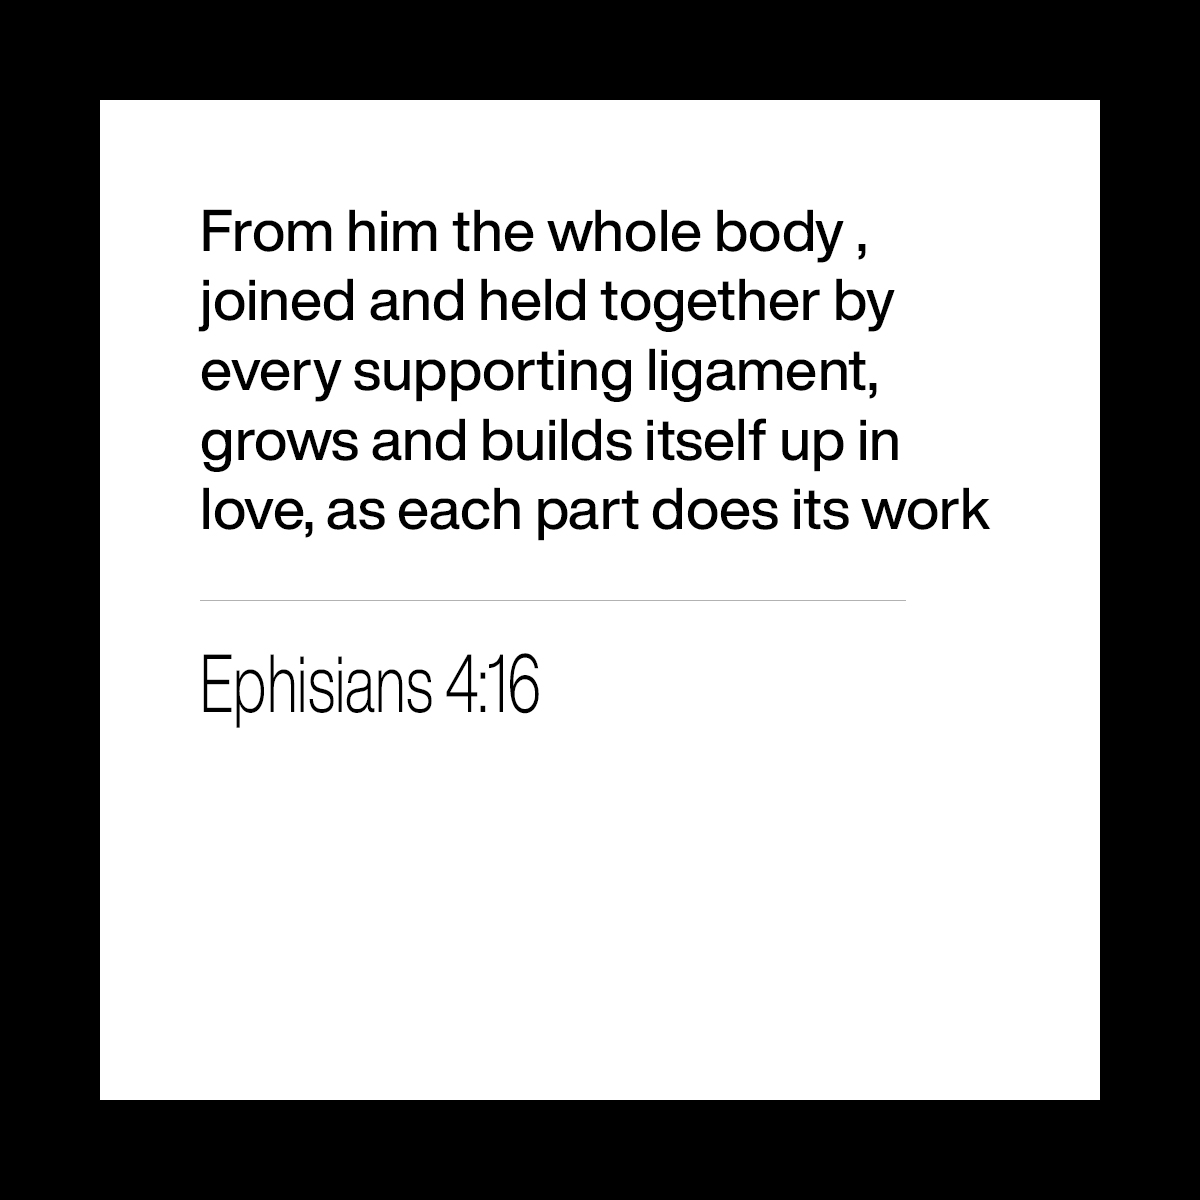 From him the whole body ,
joined and held together by
every supporting ligament,
grows and builds itself up in
love, as each part does its work
Ephisians 4:16